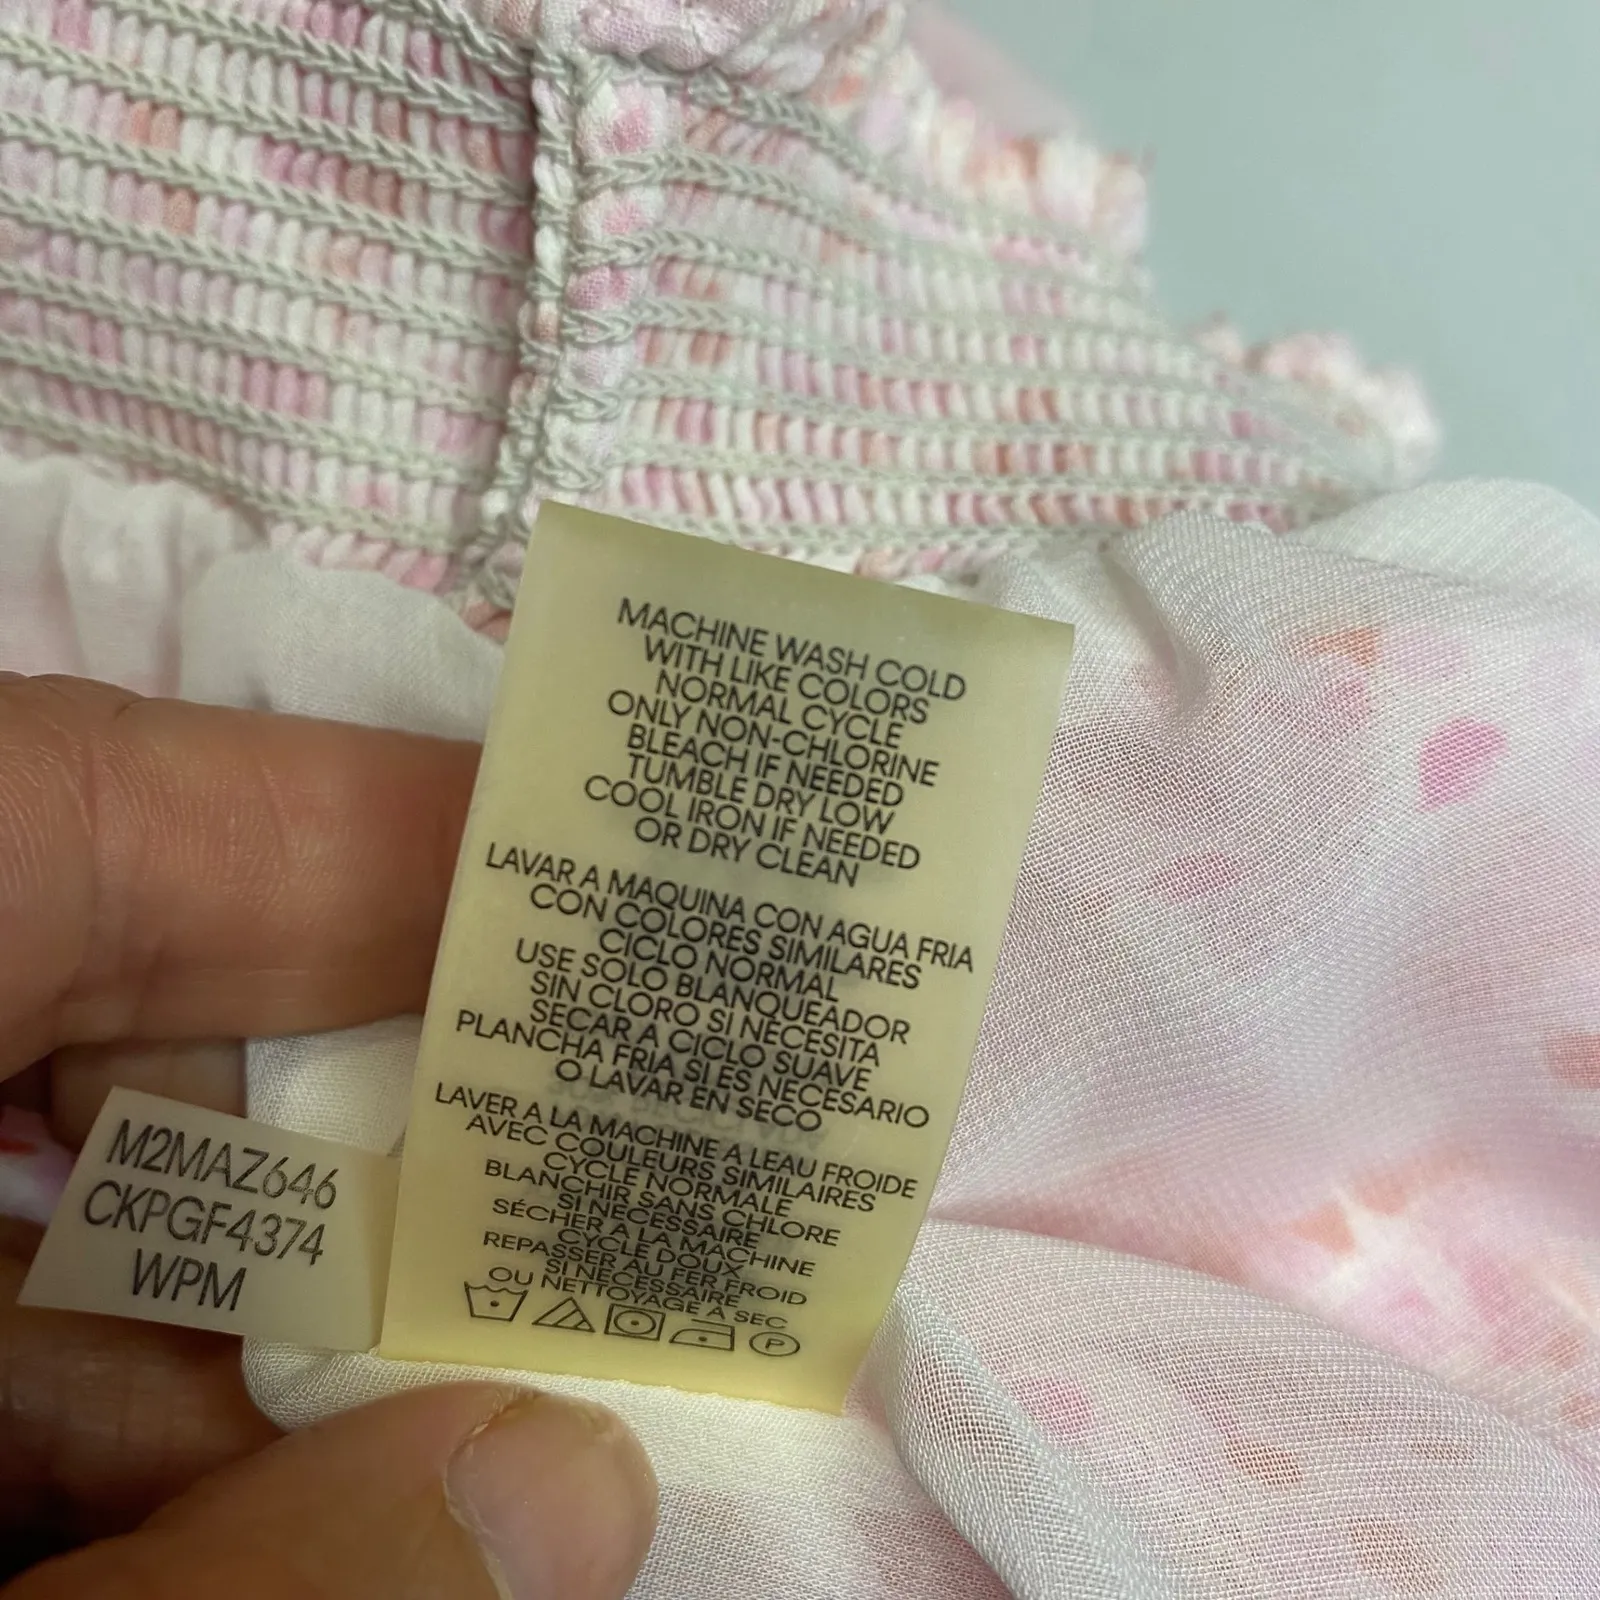 MACHINE WASH COLD
WITH LIKE COLORS
NORMAL CYCLE
ONLY NON-CHLORINE
BLEACH IF NEEDED
TUMBLE DRY LOW
COOL IRON IF NEEDED
OR DRY CLEAN
LAVAR A MAQUINA CON AGUA FRIA
CON COLORES SIMILARES
CICLO NORMAL
USE SOLO BLANQUEADOR
SIN CLORO SI NECESITA
SECAR A CICLO SUAVE
PLANCHA FRIA SI ES NECESARIO
O LAVAR EN SECO
LAVER A LA MACHINE A LEAU FROIDE
AVEC COULEURS SIMILAIRES
CYCLE NORMALE
BLANCHIR SANS CHLORE
SI NECESSAIRE
SÉCHER A LA MACHINE
CYCLE DOUX
REPASSER AU FER FROID
SI NECESSAIRE
OU NETTOYAGE A SEC
P
M2MAZ646
CKPGF4374
WPM